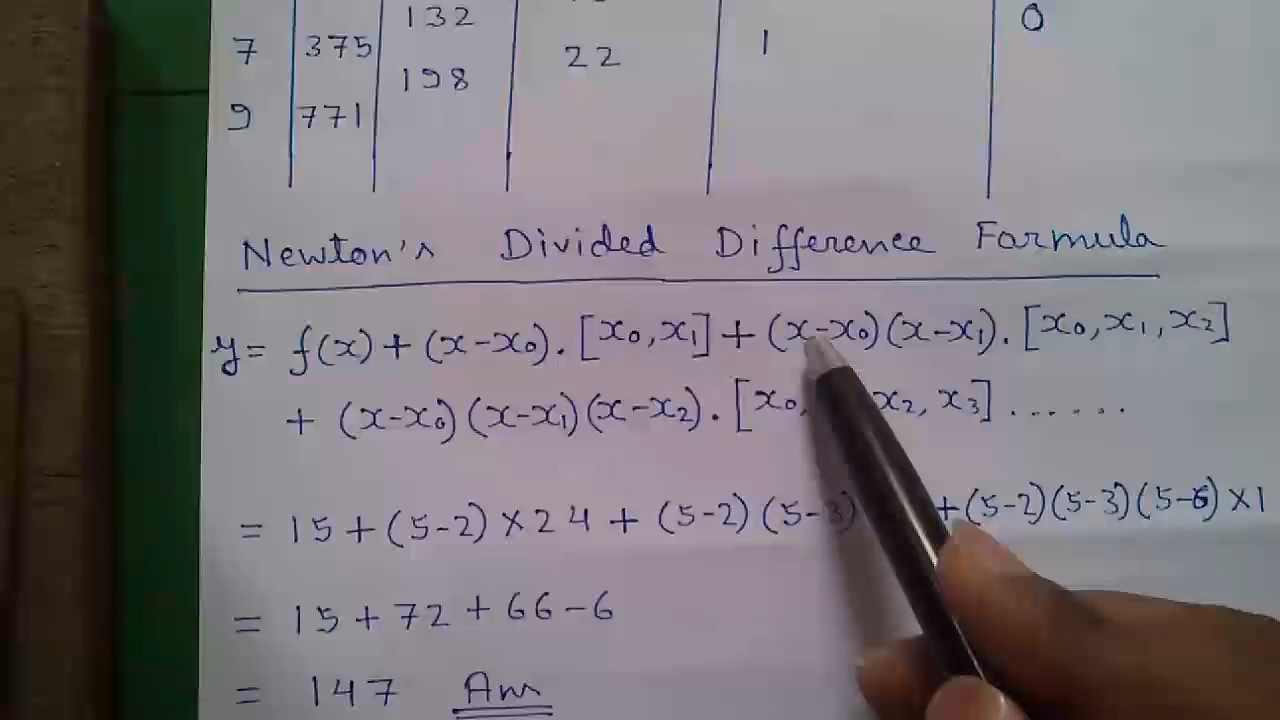 132
0
7 375
22 1
198
9 771
Newton's Divided Difference Formula
y = f(x) + (x-x₀). [x₀, x₁] + (x-x₀)(x-x₁). [x₀, x₁, x₂]
+ (x-x₀)(x-x₁)(x-x₂). [x₀, x₂, x₃] ......
= 15 + (5-2) × 24 + (5-2)(5-3) +(5-2)(5-3)(5-6) × 1
= 15 + 72 + 66 - 6
= 147 Ans